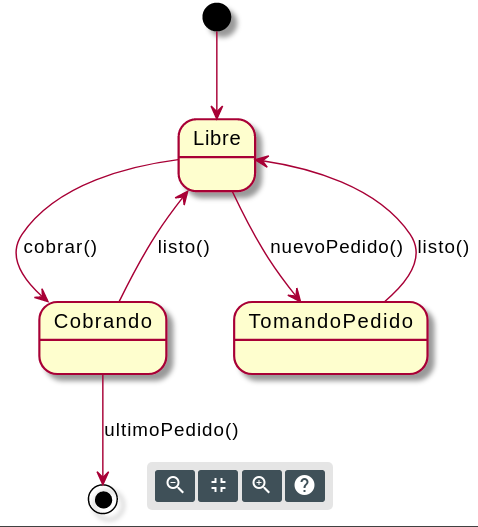 Libre
cobrar()
listo()
nuevoPedido()
listo()
Cobrando
TomandoPedido
ultimoPedido()
?